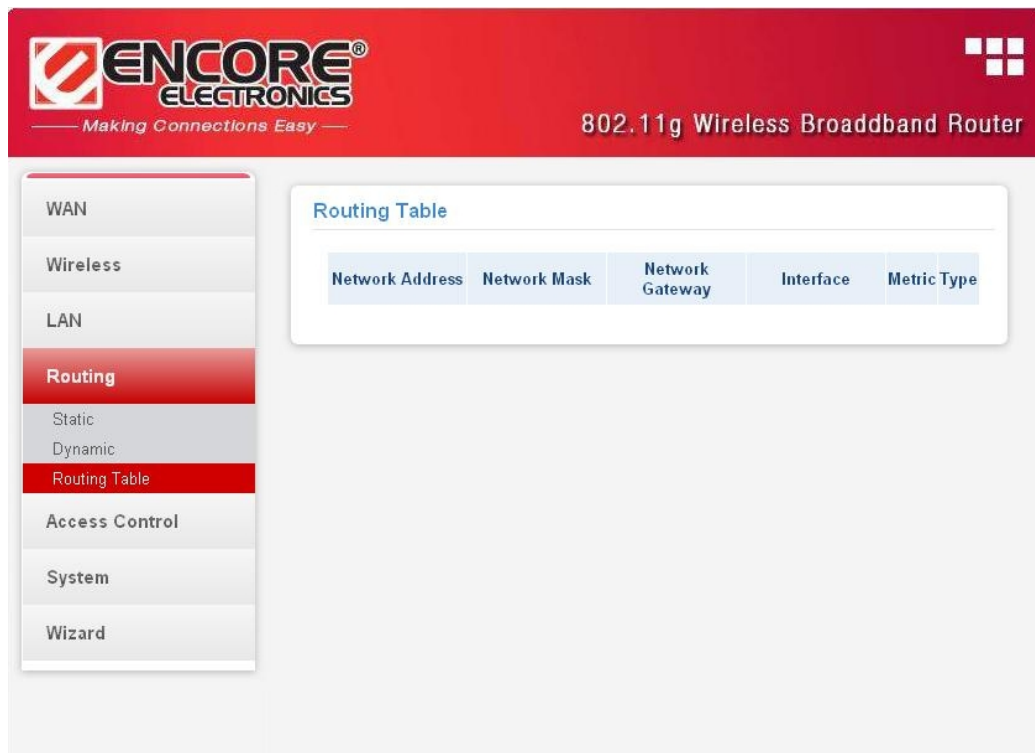 ENCORE®
ELECTRONICS
Making Connections Easy
802.11g Wireless Broaddband Router
WAN
Wireless
LAN
Routing
Static
Dynamic
Routing Table
Access Control
System
Wizard
Routing Table
Network Address Network Mask Network Gateway Interface Metric Type